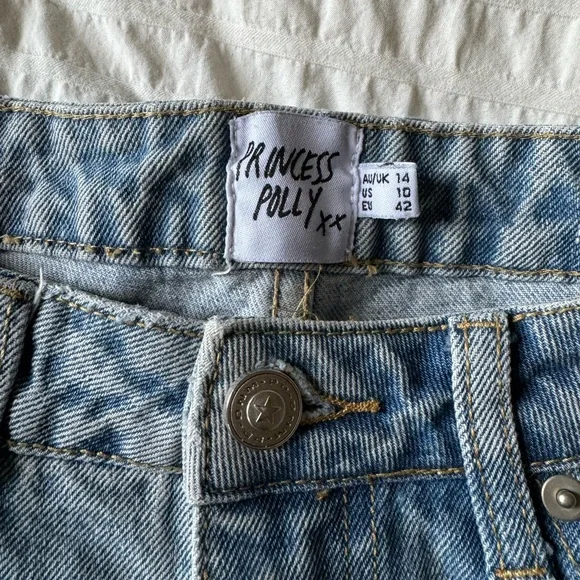 PRINCESS
POLLY xx
AU/UK 14
US 10
EU 42